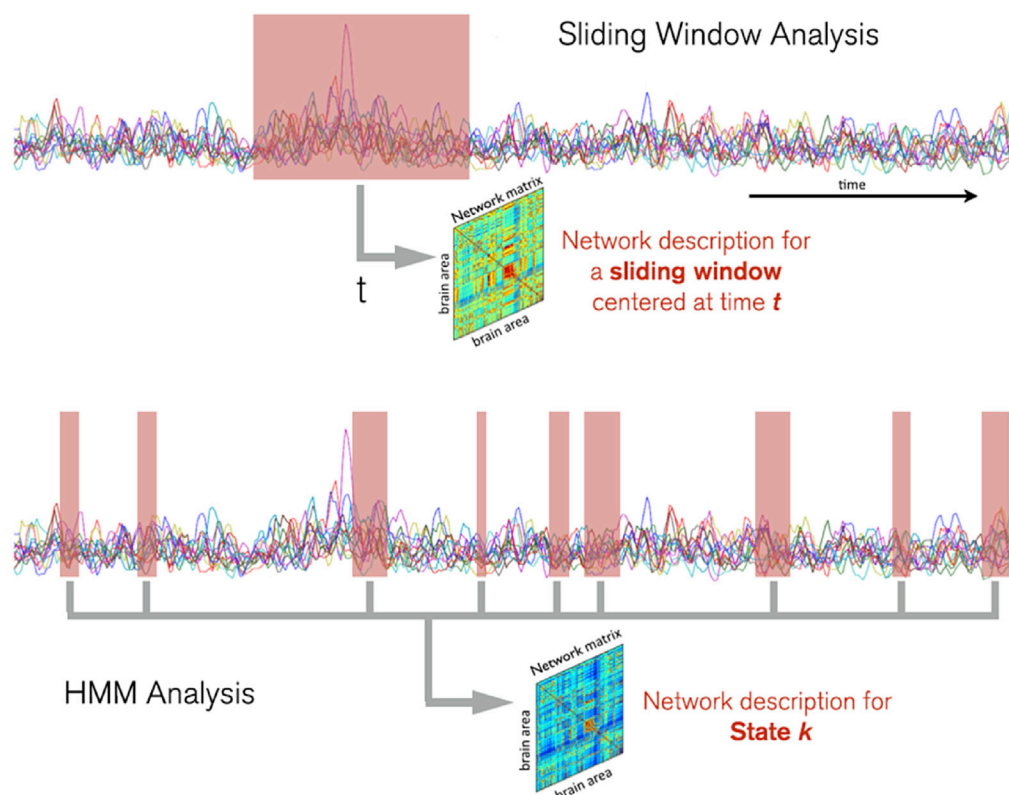 Sliding Window Analysis
time
Network matrix
brain area
brain area
t
Network description for
a sliding window
centered at time t
HMM Analysis
Network matrix
brain area
brain area
Network description for
State k